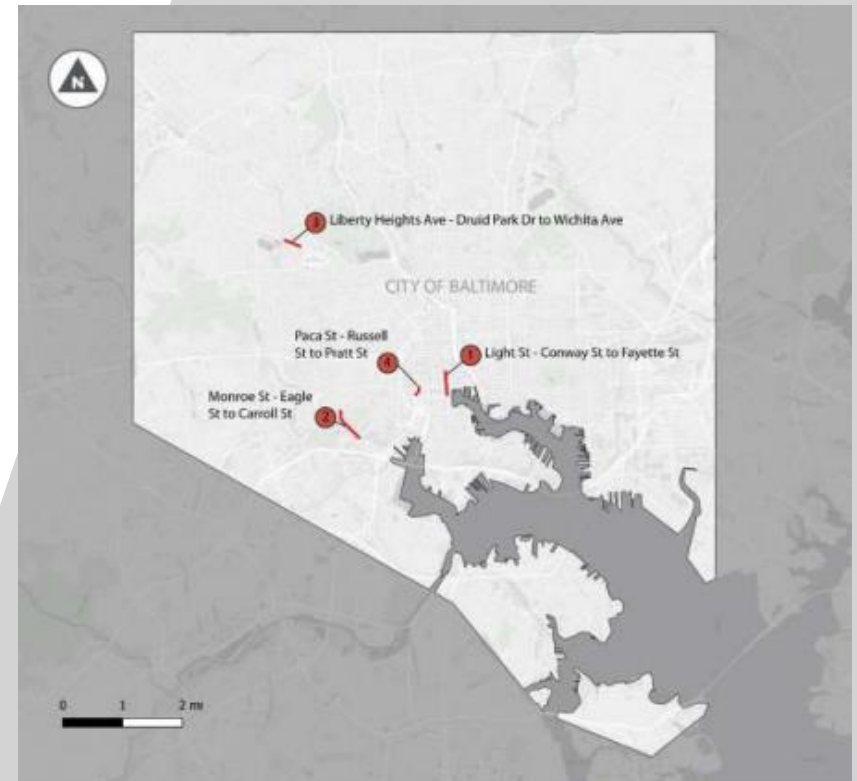 N
3 Liberty Heights Ave - Druid Park Dr to Wichita Ave
CITY OF BALTIMORE
Paca St - Russell
St to Pratt St
4
1 Light St - Conway St to Fayette St
Monroe St - Eagle
St to Carroll St
2
0 1 2 mi